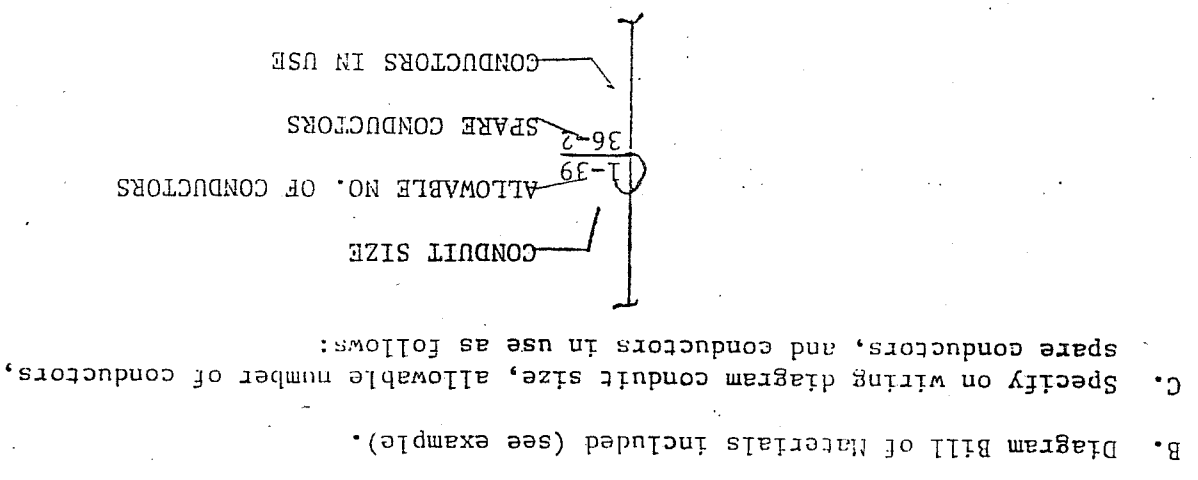 B. Diagram Bill of Materials included (see example).
C. Specify on wiring diagram conduit size, allowable number of conductors,
spare conductors, and conductors in use as follows:
CONDUIT SIZE
1-39
ALLOWABLE NO. OF CONDUCTORS
36-2
SPARE CONDUCTORS
CONDUCTORS IN USE